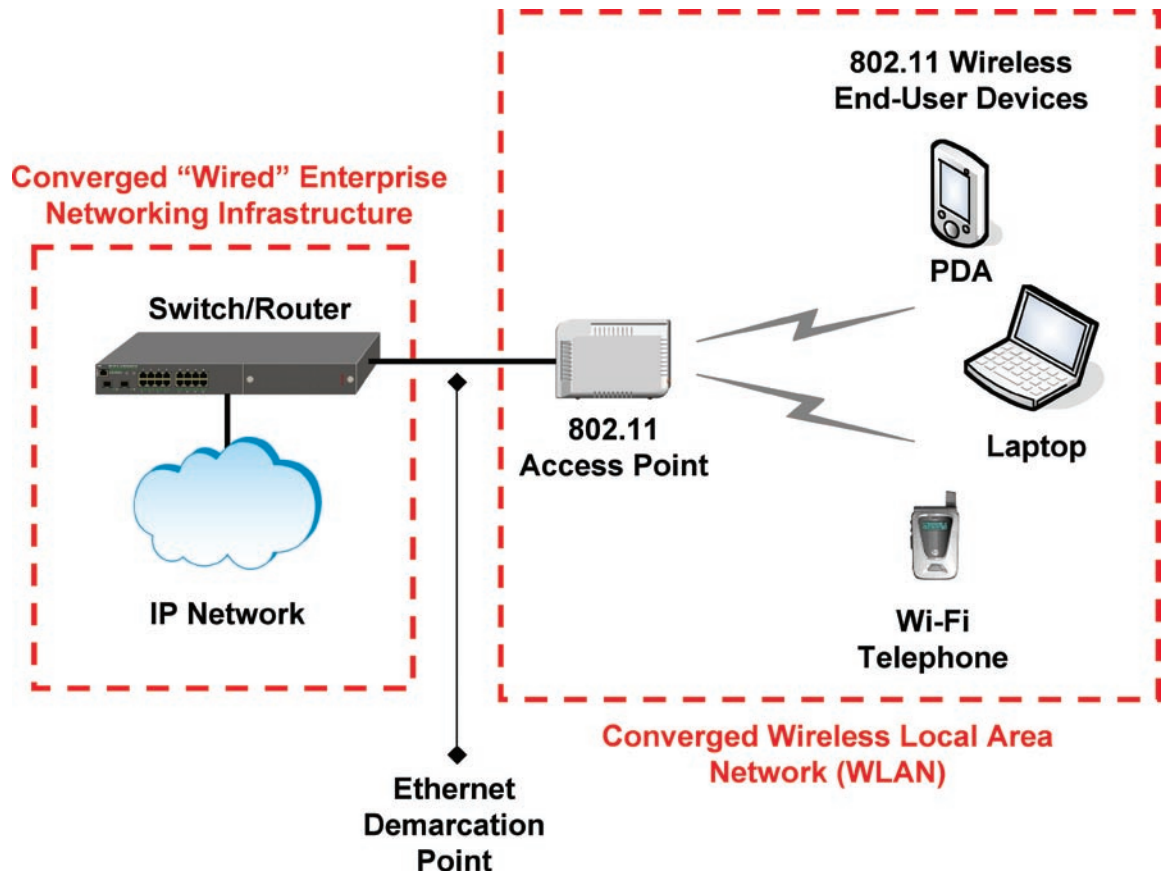 802.11 Wireless
End-User Devices
Converged “Wired” Enterprise
Networking Infrastructure
PDA
Switch/Router
802.11
Access Point
Laptop
IP Network
Wi-Fi
Telephone
Converged Wireless Local Area
Network (WLAN)
Ethernet
Demarcation
Point